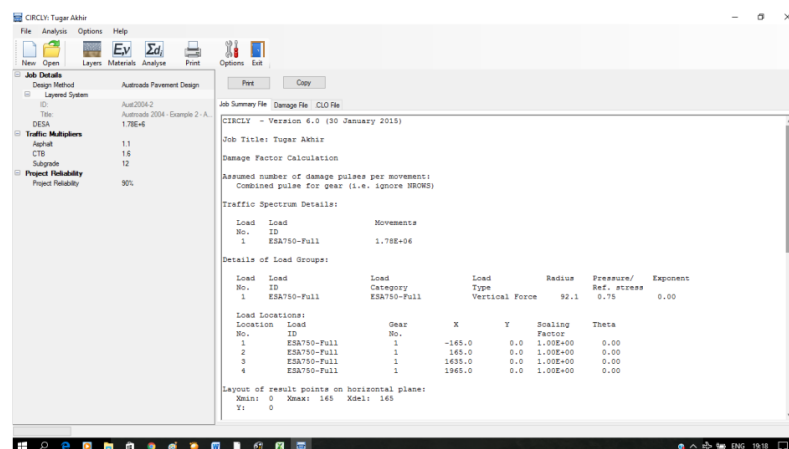 CIRCLY: Tugar Akhir
File Analysis Options Help
New Open Layers Materials Analyse Print Options Exit
E,v Σd,
Job Details
Design Method Austroads Pavement Design
Layered System
ID: Aust2004-2
Title: Austroads 2004 - Example 2 - A...
DESA 1.78E+6
Traffic Multipliers
Asphalt 1.1
CTB 1.6
Subgrade 12
Project Reliability
Project Reliability 90%
Print Copy
Job Summary File Damage File CLO File
CIRCLY - Version 6.0 (30 January 2015)
Job Title: Tugar Akhir
Damage Factor Calculation
Assumed number of damage pulses per movement:
Combined pulse for gear (i.e. ignore NROWS)
Traffic Spectrum Details:
Load Load Movements
No. ID
1 ESA750-Full 1.78E+06
Details of Load Groups:
Load Load Load Load Radius Pressure/ Exponent
No. ID Category Type Ref. stress
1 ESA750-Full ESA750-Full Vertical Force 92.1 0.75 0.00
Load Locations:
Location Load Gear X Y Scaling Theta
No. ID No. Factor
1 ESA750-Full 1 -165.0 0.0 1.00E+00 0.00
2 ESA750-Full 1 165.0 0.0 1.00E+00 0.00
3 ESA750-Full 1 1635.0 0.0 1.00E+00 0.00
4 ESA750-Full 1 1965.0 0.0 1.00E+00 0.00
Layout of result points on horizontal plane:
Xmin: 0 Xmax: 165 Xdel: 165
Y: 0
ENG 19:18